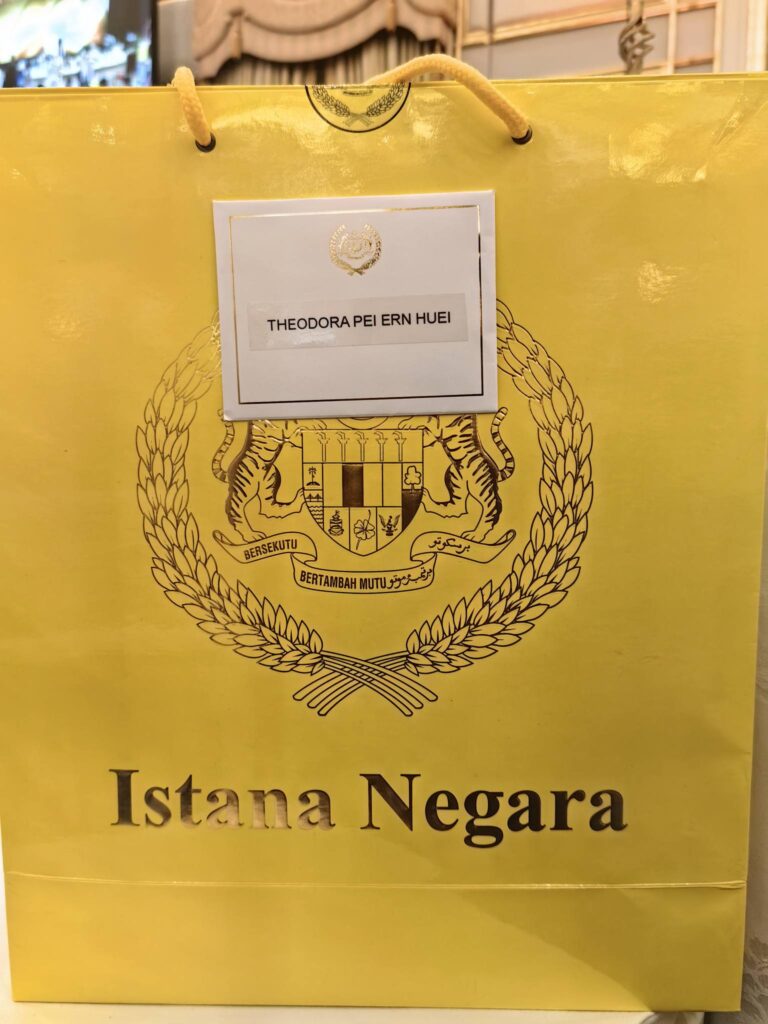 THEODORA PEI ERN HUEI
BERSEKUTU
برسکوتو
BERTAMBAH MUTU برتمبه موتو
Istana Negara